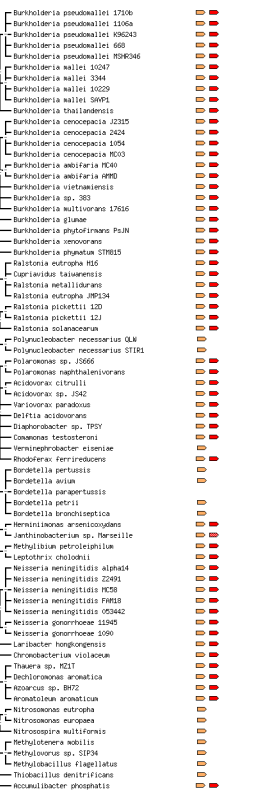 Burkholderia pseudomallei 1710b
Burkholderia pseudomallei 1106a
Burkholderia pseudomallei K96243
Burkholderia pseudomallei 668
Burkholderia pseudomallei MSHR346
Burkholderia mallei 10247
Burkholderia mallei 3344
Burkholderia mallei 10229
Burkholderia mallei SAVP1
Burkholderia thailandensis
Burkholderia cenocepacia J2315
Burkholderia cenocepacia 2424
Burkholderia cenocepacia 1054
Burkholderia cenocepacia MC03
Burkholderia ambifaria MC40
Burkholderia ambifaria AMMD
Burkholderia vietnamiensis
Burkholderia sp. 383
Burkholderia multivorans 17616
Burkholderia glumae
Burkholderia phytofirmans PsJN
Burkholderia xenovorans
Burkholderia phymatum STM815
Ralstonia eutropha H16
Cupriavidus taiwanensis
Ralstonia metallidurans
Ralstonia eutropha JMP134
Ralstonia pickettii 12D
Ralstonia pickettii 12J
Ralstonia solanacearum
Polynucleobacter necessarius QLW
Polynucleobacter necessarius STIR1
Polaromonas sp. JS666
Polaromonas naphthalenivorans
Acidovorax citrulli
Acidovorax sp. JS42
Variovorax paradoxus
Delftia acidovorans
Diaphorobacter sp. TPSY
Comamonas testosteroni
Verminephrobacter eiseniae
Rhodoferax ferrireducens
Bordetella pertussis
Bordetella avium
Bordetella parapertussis
Bordetella petrii
Bordetella bronchiseptica
Herminiimonas arsenicoxydans
Janthinobacterium sp. Marseille
Methylibium petroleiphilum
Leptothrix cholodnii
Neisseria meningitidis alpha14
Neisseria meningitidis Z2491
Neisseria meningitidis MC58
Neisseria meningitidis FAM18
Neisseria meningitidis 053442
Neisseria gonorrhoeae 11945
Neisseria gonorrhoeae 1090
Laribacter hongkongensis
Chromobacterium violaceum
Thauera sp. MZ1T
Dechloromonas aromatica
Azoarcus sp. BH72
Aromatoleum aromaticum
Nitrosomonas eutropha
Nitrosomonas europaea
Nitrosospira multiformis
Methylotenera mobilis
Methylovorus sp. SIP34
Methylobacillus flagellatus
Thiobacillus denitrificans
Accumulibacter phosphatis